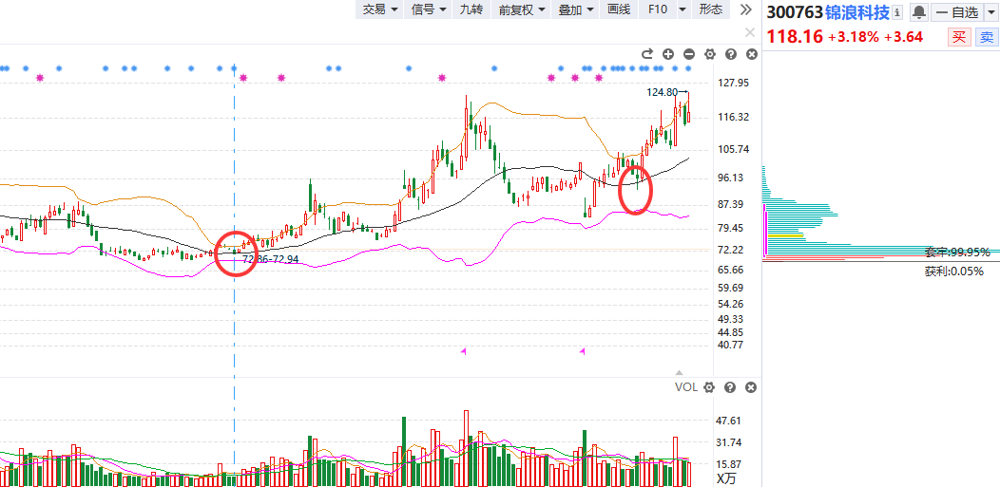 交易 信号 九转 前复权 叠加 画线 F10 形态
300763 锦浪科技 一 自选
118.16 +3.18% +3.64 买 卖
127.95
124.80
116.32
105.74
96.13
87.39
79.45
72.22
72.86-72.94
65.66
59.69
54.26
49.33
44.85
40.77
套牢:99.95%
获利:0.05%
VOL
47.61
31.74
15.87
X万